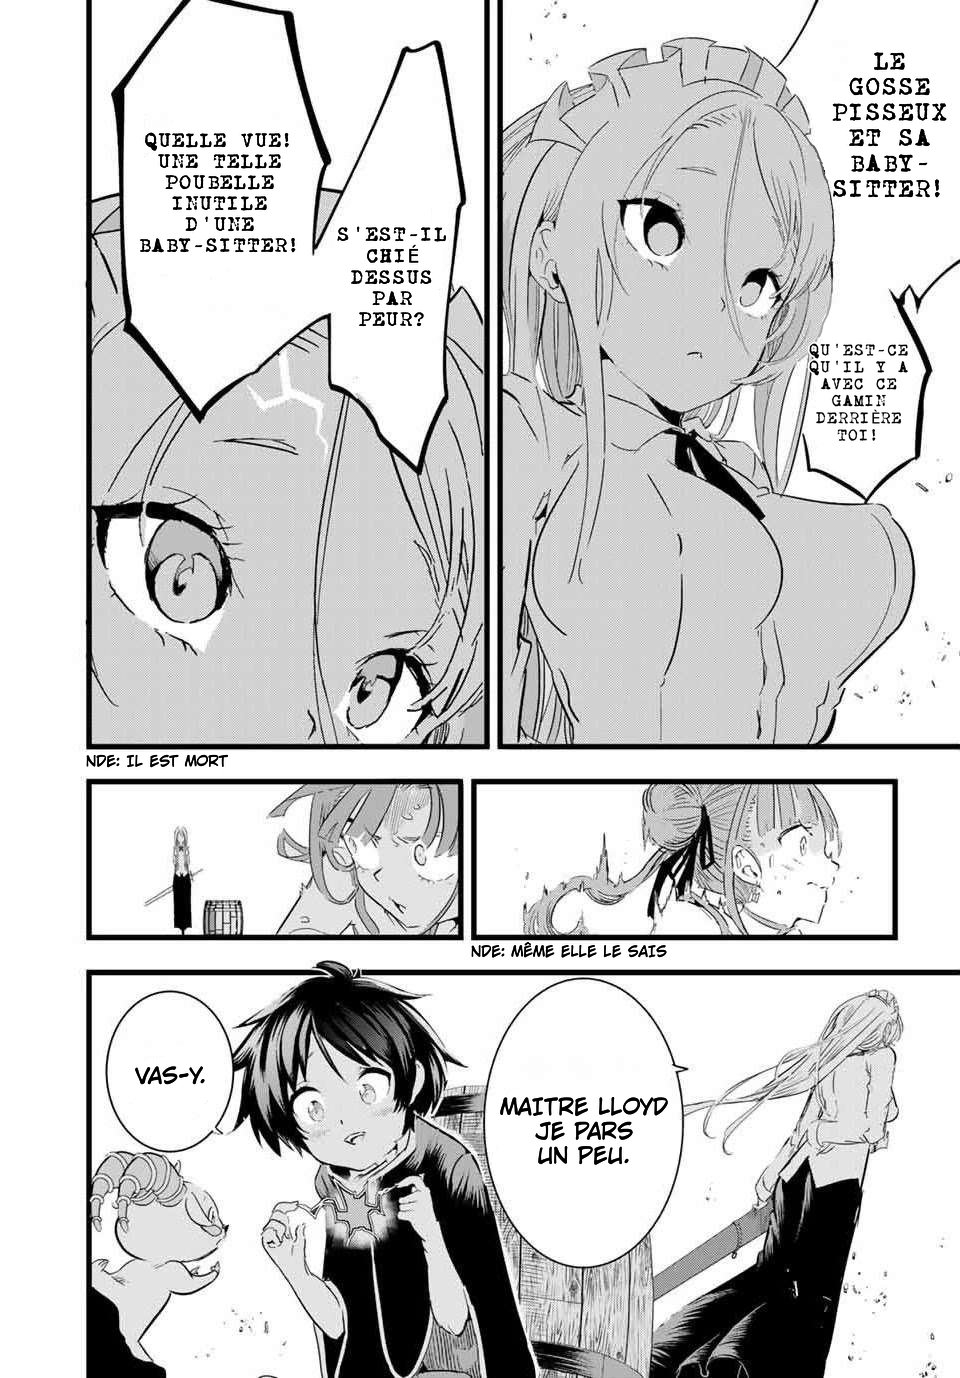 LE
GOSSE
PISSEUX
ET SA
BABY-
SITTER!
QU'EST-CE
QU'IL Y A
AVEC CE
GAMIN
DERRIÈRE
TOI!
S'EST-IL
CHIÉ
DESSUS
PAR
PEUR?
QUELLE VUE!
UNE TELLE
POUBELLE
INUTILE
D'UNE
BABY-SITTER!
NDE: IL EST MORT
NDE: MÊME ELLE LE SAIS
MAITRE LLOYD
JE PARS
UN PEU.
VAS-Y.